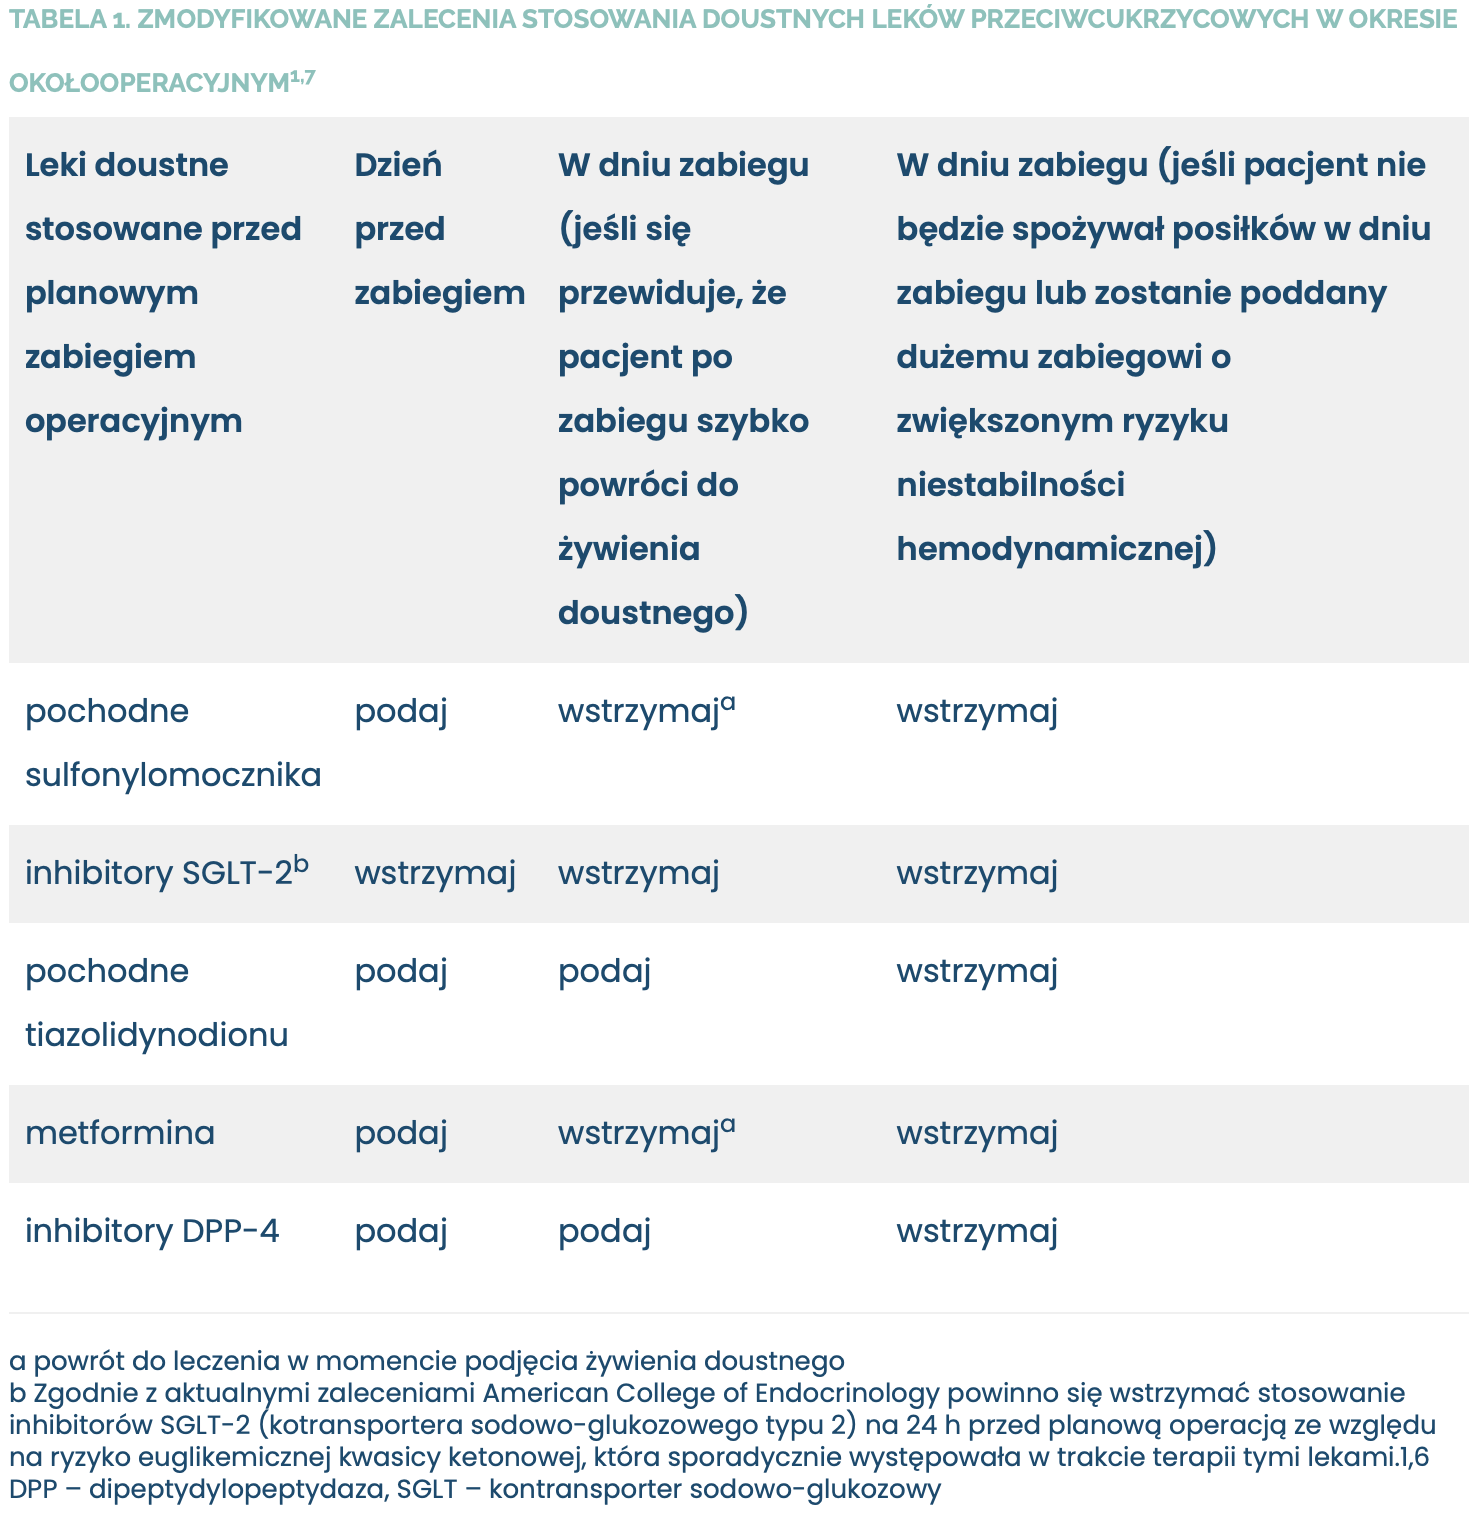 TABELA 1. ZMODYFIKOWANE ZALECENIA STOSOWANIA DOUSTNYCH LEKÓW PRZECIWCUKRZYCOWYCH W OKRESIE
OKOŁOOPERACYJNYM1,7
Leki doustne
stosowane przed
planowym
zabiegiem
operacyjnym
Dzień
przed
zabiegiem
W dniu zabiegu
(jeśli się
przewiduje, że
pacjent po
zabiegu szybko
powróci do
żywienia
doustnego)
W dniu zabiegu (jeśli pacjent nie
będzie spożywał posiłków w dniu
zabiegu lub zostanie poddany
dużemu zabiegowi o
zwiększonym ryzyku
niestabilności
hemodynamicznej)
pochodne
sulfonylomocznika
podaj
wstrzymaja
wstrzymaj
inhibitory SGLT-2b
wstrzymaj
wstrzymaj
wstrzymaj
pochodne
tiazolidynodionu
podaj
podaj
wstrzymaj
metformina
podaj
wstrzymaja
wstrzymaj
inhibitory DPP-4
podaj
podaj
wstrzymaj
a powrót do leczenia w momencie podjęcia żywienia doustnego
b Zgodnie z aktualnymi zaleceniami American College of Endocrinology powinno się wstrzymać stosowanie
inhibitorów SGLT-2 (kotransportera sodowo-glukozowego typu 2) na 24 h przed planową operacją ze względu
na ryzyko euglikemicznej kwasicy ketonowej, która sporadycznie występowała w trakcie terapii tymi lekami.1,6
DPP – dipeptydylopeptydaza, SGLT – kontransporter sodowo-glukozowy